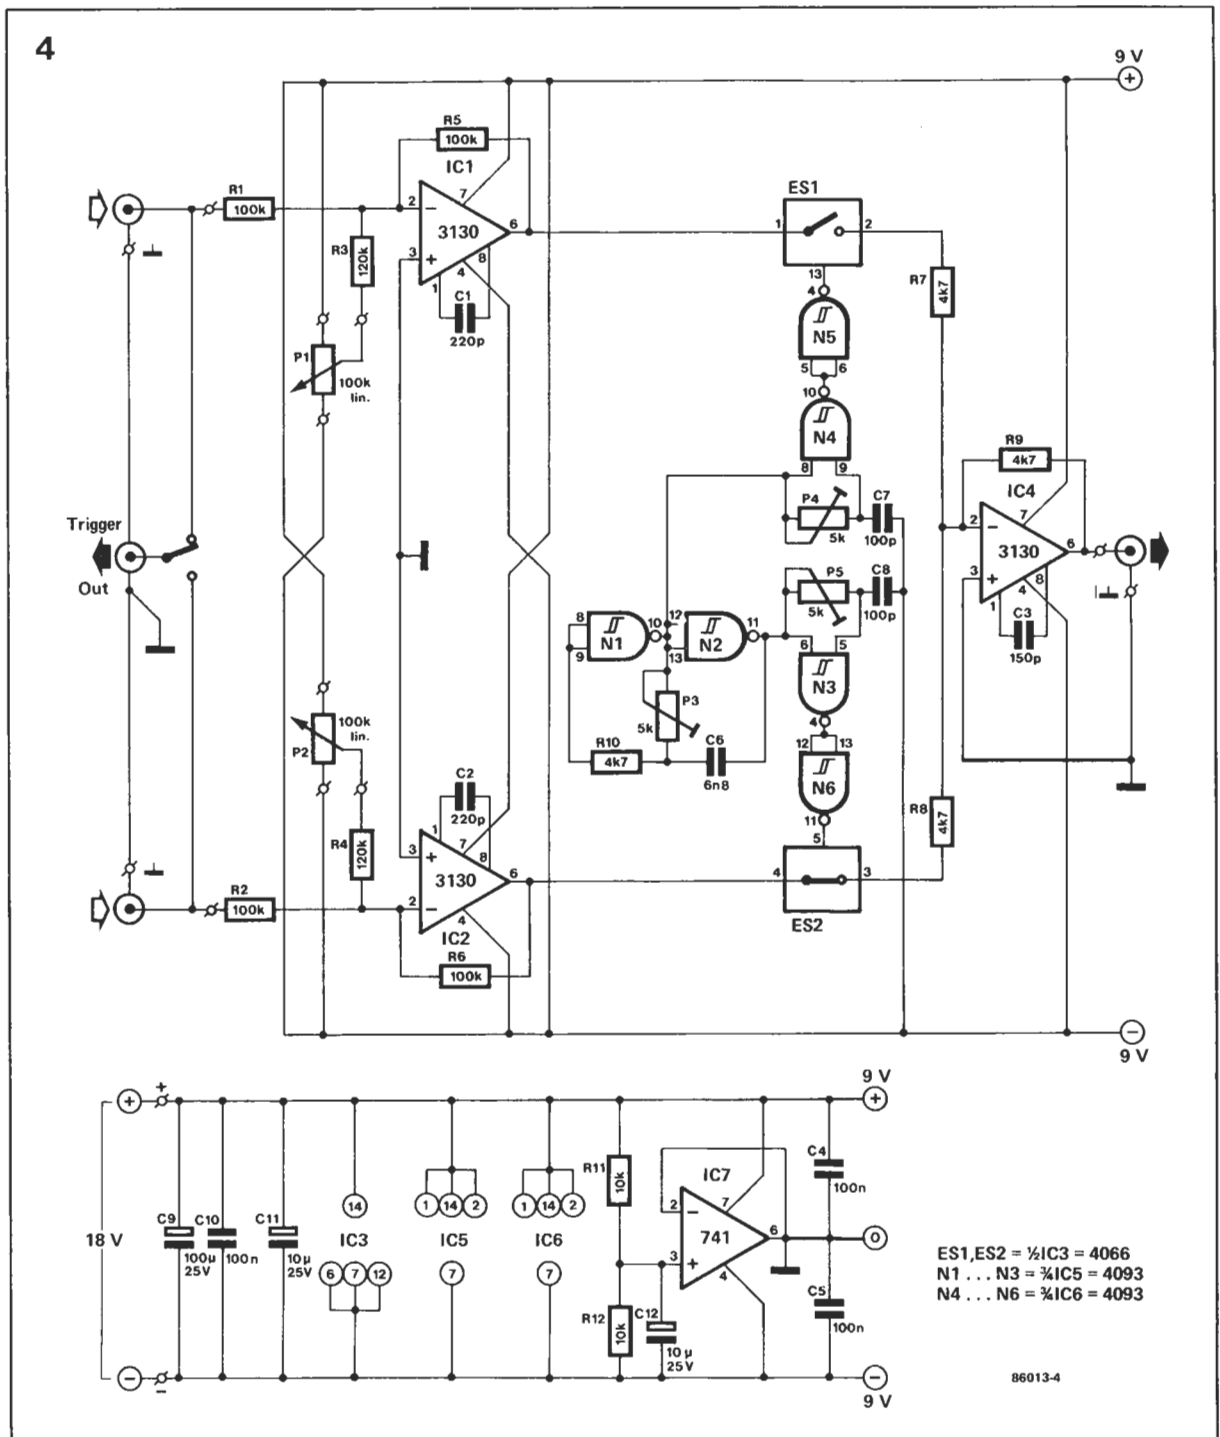 4
9 V
+
R5
100k
IC1
7
R1
100k
2
−
3130
6
3
+
4
8
1
C1
220p
R3
120k
P1
100k
lin.
ES1
1
2
13
4
N5
5
6
10
N4
8
9
R7
4k7
P4
5k
C7
100p
P5
5k
C8
100p
R9
4k7
IC4
7
2
−
3130
6
3
+
4
8
1
C3
150p
Trigger
Out
8
9
N1
10
12
13
N2
11
6
5
N3
4
P3
5k
R10
4k7
C6
6n8
12
13
N6
11
5
100k
lin.
P2
C2
220p
1
7
8
3
+
3130
6
2
−
4
IC2
R4
120k
R2
100k
R6
100k
4
3
ES2
R8
4k7
−
9 V
9 V
+
+
+
18 V
C9
100µ
25V
C10
100n
C11
10µ
25V
14
IC3
6
7
12
1
14
2
IC5
7
1
14
2
IC6
7
R11
10k
R12
10k
C12
10µ
25V
IC7
7
2
−
741
6
3
+
4
C4
100n
0
C5
100n
−
−
−
9 V
ES1,ES2 = ½IC3 = 4066
N1 . . . N3 = ¾IC5 = 4093
N4 . . . N6 = ¾IC6 = 4093
86013-4